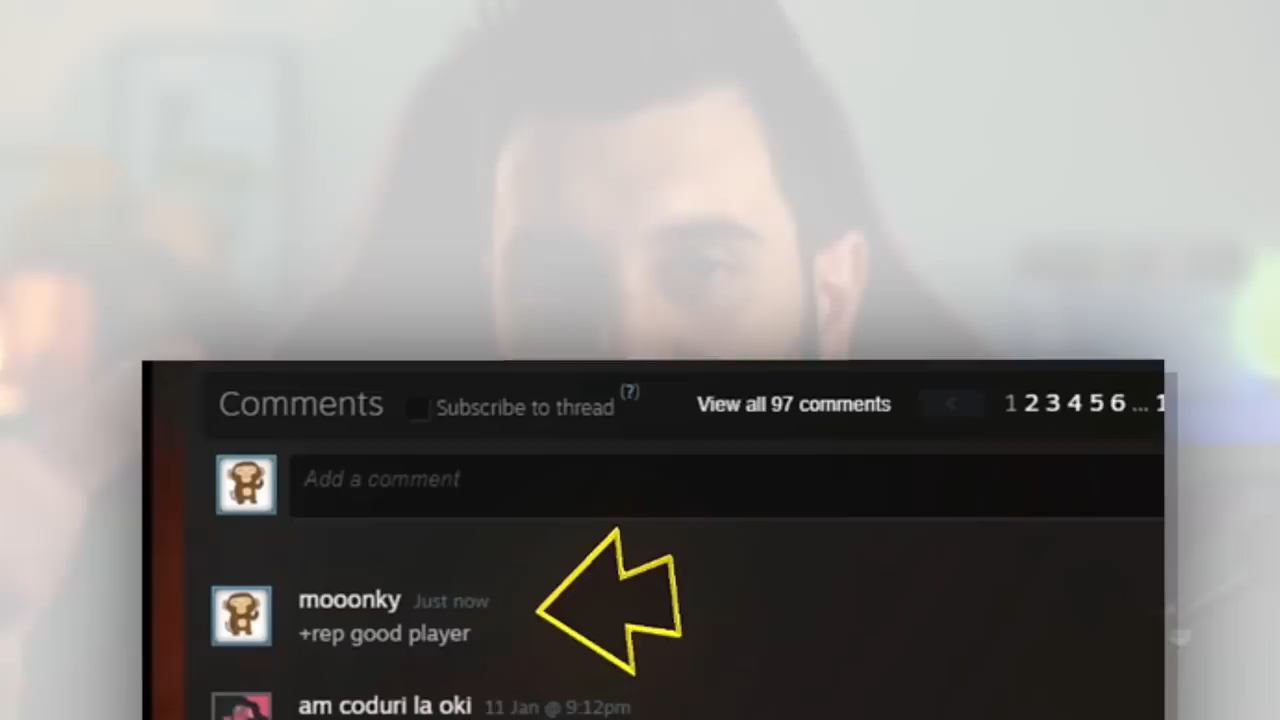 Comments Subscribe to thread (?) View all 97 comments < 1 2 3 4 5 6 ... 1
Add a comment
mooonky Just now
+rep good player
am coduri la oki 11 Jan @ 9:12pm